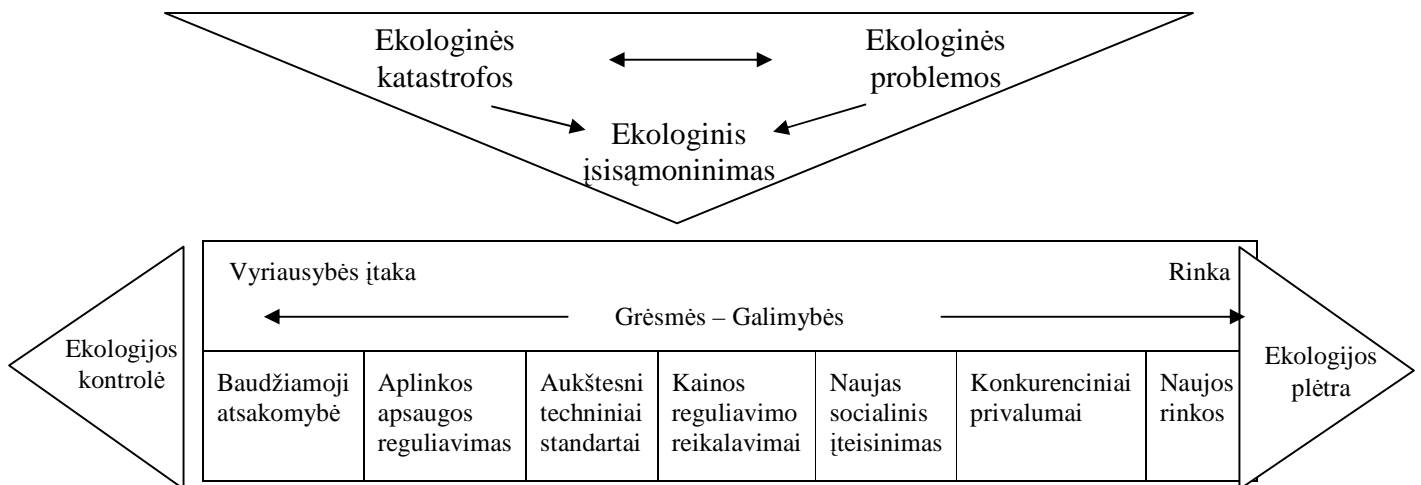 Ekologinės
katastrofos
Ekologinės
problemos
Ekologinis
įsisąmoninimas
Vyriausybės įtaka
Rinka
Grėsmės – Galimybės
Ekologijos
kontrolė
Baudžiamoji
atsakomybė
Aplinkos
apsaugos
reguliavimas
Aukštesni
techniniai
standartai
Kainos
reguliavimo
reikalavimai
Naujas
socialinis
įteisinimas
Konkurenciniai
privalumai
Naujos
rinkos
Ekologijos
plėtra